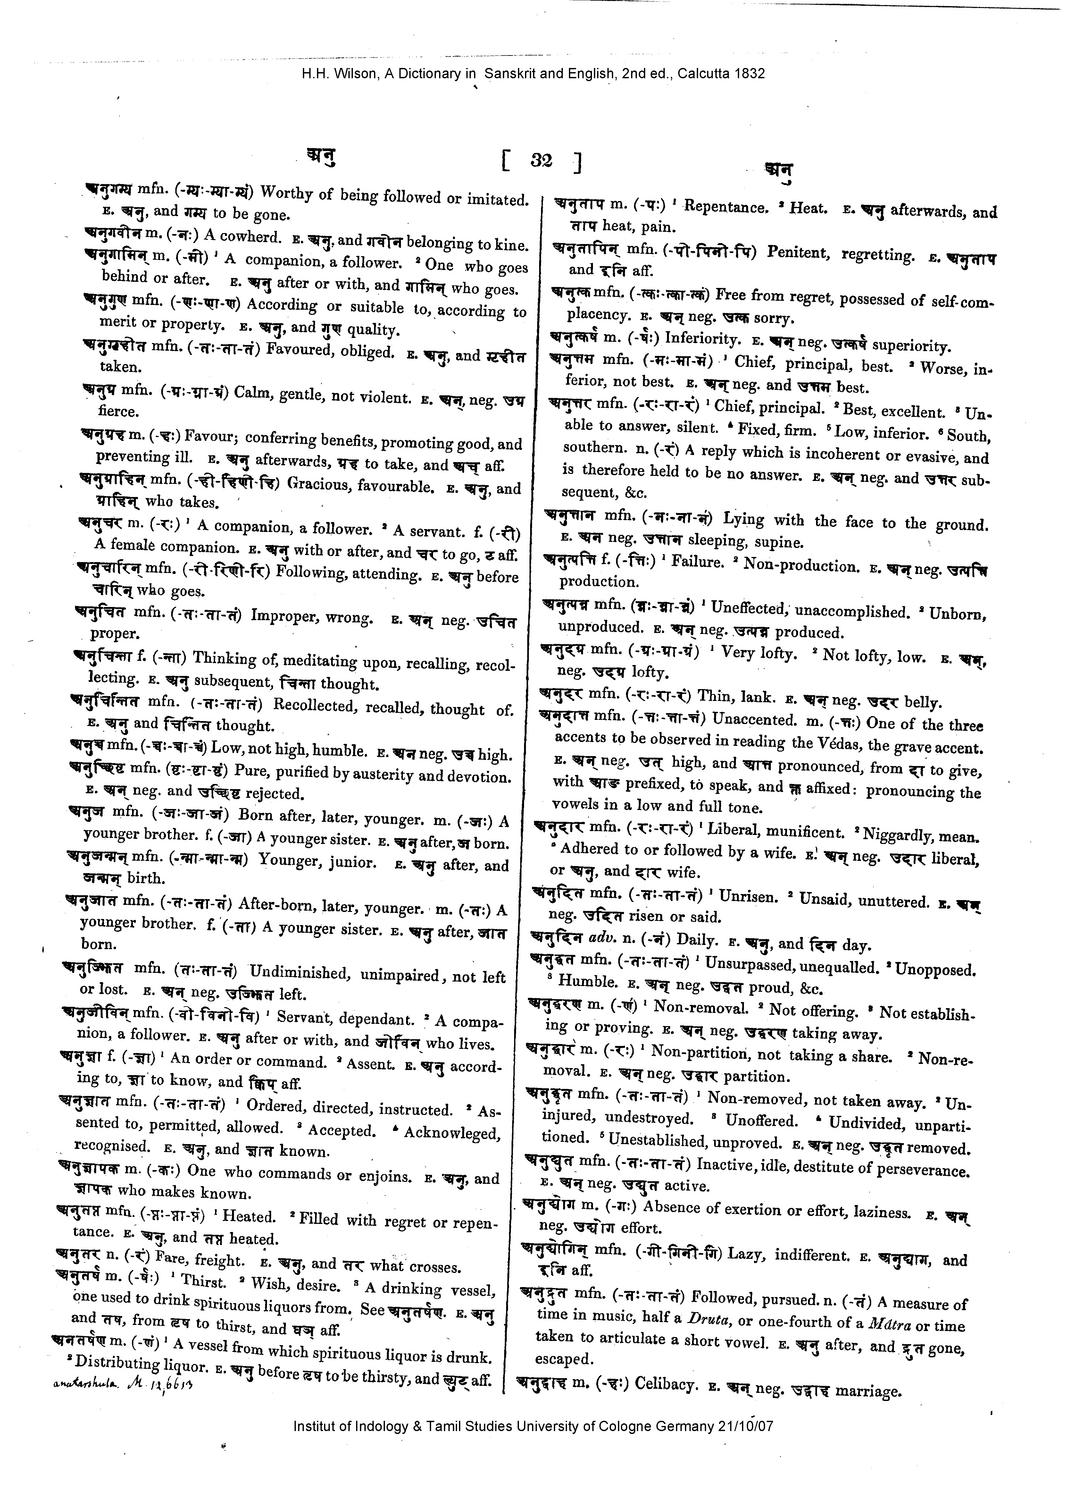 H.H. Wilson, A Dictionary in Sanskrit and English, 2nd ed., Calcutta 1832
अनु
[ 32 ]
अनु
अनुगम्य mfn. (-म्यः-म्या-म्यं) Worthy of being followed or imitated.
E. अनु, and गम्य to be gone.
अनुगवीन m. (-नः) A cowherd. E. अनु, and गवीन belonging to kine.
अनुगामिन् m. (-मी) ¹ A companion, a follower. ² One who goes
behind or after. E. अनु after or with, and गामिन् who goes.
अनुगुण mfn. (-णः-णा-णं) According or suitable to, according to
merit or property. E. अनु, and गुण quality.
अनुगृहीत mfn. (-तः-ता-तं) Favoured, obliged. E. अनु, and गृहीत
taken.
अनुग्र mfn. (-ग्रः-ग्रा-ग्रं) Calm, gentle, not violent. E. अन्, neg. उग्र
fierce.
अनुग्रह m. (-हः) Favour; conferring benefits, promoting good, and
preventing ill. E. अनु afterwards, ग्रह to take, and अच् aff.
अनुग्राहिन् mfn. (-ही-हिणी-हि) Gracious, favourable. E. अनु, and
ग्राहिन् who takes.
अनुचर m. (-रः) ¹ A companion, a follower. ² A servant. f. (-री)
A female companion. E. अनु with or after, and चर to go, ट aff.
अनुचारिन् mfn. (-री-रिणी-रि) Following, attending. E. अनु before
चारिन् who goes.
अनुचित mfn. (-तः-ता-तं) Improper, wrong. E. अन् neg. उचित
proper.
अनुचिन्ता f. (-न्ता) Thinking of, meditating upon, recalling, recol-
lecting. E. अनु subsequent, चिन्ता thought.
अनुचिन्तित mfn. (-तः-ता-तं) Recollected, recalled, thought of.
E. अनु and चिन्तित thought.
अनुच्च mfn. (-च्चः-च्चा-च्चं) Low, not high, humble. E. अन neg. उच्च high.
अनुच्छिष्ट mfn. (ष्टः-ष्टा-ष्टं) Pure, purified by austerity and devotion.
E. अन् neg. and उच्छिष्ट rejected.
अनुज mfn. (-जः-जा-जं) Born after, later, younger. m. (-जः) A
younger brother. f. (-जा) A younger sister. E. अनु after, ज born.
अनुजन्मन् mfn. (-न्मा-न्मा-न्म) Younger, junior. E. अनु after, and
जन्मन् birth.
अनुजात mfn. (-तः-ता-तं) After-born, later, younger. m. (-तः) A
younger brother. f. (-ता) A younger sister. E. अनु after, जात
born.
अनुज्झित mfn. (तः-ता-तं) Undiminished, unimpaired, not left
or lost. E. अन् neg. उज्झित left.
अनुजीविन् mfn. (-वी-विनी-वि) ¹ Servant, dependant. ² A compa-
nion, a follower. E. अनु after or with, and जीविन् who lives.
अनुज्ञा f. (-ज्ञा) ¹ An order or command. ² Assent. E. अनु accord-
ing to, ज्ञा to know, and क्विप् aff.
अनुज्ञात mfn. (-तः-ता-तं) ¹ Ordered, directed, instructed. ² As-
sented to, permitted, allowed. ³ Accepted. ⁴ Acknowleged,
recognised. E. अनु, and ज्ञात known.
अनुज्ञापक m. (-कः) One who commands or enjoins. E. अनु, and
ज्ञापक who makes known.
अनुतप्त mfn. (-प्तः-प्ता-प्तं) ¹ Heated. ² Filled with regret or repen-
tance. E. अनु, and तप्त heated.
अनुतर n. (-रं) Fare, freight. E. अनु, and तर what crosses.
अनुतर्ष m. (-र्षः) ¹ Thirst. ² Wish, desire. ³ A drinking vessel,
one used to drink spirituous liquors from. See अनुतर्षण. E. अनु
and तष, from तृष to thirst, and घञ् aff.
अनतर्षण m. (-णं) ¹ A vessel from which spirituous liquor is drunk.
² Distributing liquor. E. अनु before तृष to be thirsty, and ल्युट् aff.
अनुताप m. (-पः) ¹ Repentance. ² Heat. E. अनु afterwards, and
ताप heat, pain.
अनुतापिन् mfn. (-पी-पिनी-पि) Penitent, regretting. E. अनुताप
and इनि aff.
अनुत्क mfn. (-त्कः-त्का-त्कं) Free from regret, possessed of self-com-
placency. E. अन् neg. उत्क sorry.
अनुत्कर्ष m. (-र्षः) Inferiority. E. अन् neg. उत्कर्ष superiority.
अनुत्तम mfn. (-मः-मा-मं) ¹ Chief, principal, best. ² Worse, in-
ferior, not best. E. अन् neg. and उत्तम best.
अनुत्तर mfn. (-रः-रा-रं) ¹ Chief, principal. ² Best, excellent. ³ Un-
able to answer, silent. ⁴ Fixed, firm. ⁵ Low, inferior. ⁶ South,
southern. n. (-रं) A reply which is incoherent or evasive, and
is therefore held to be no answer. E. अन् neg. and उत्तर sub-
sequent, &c.
अनुत्तान mfn. (-नः-ना-नं) Lying with the face to the ground.
E. अन neg. उत्तान sleeping, supine.
अनुत्पत्ति f. (-त्तिः) ¹ Failure. ² Non-production. E. अन् neg. उत्पत्ति
production.
अनुत्पन्न mfn. (न्नः-न्ना-न्नं) ¹ Uneffected, unaccomplished. ² Unborn,
unproduced. E. अन् neg. उत्पन्न produced.
अनुदग्र mfn. (-ग्रः-ग्रा-ग्रं) ¹ Very lofty. ² Not lofty, low. E. अन्,
neg. उदग्र lofty.
अनुदर mfn. (-रः-रा-रं) Thin, lank. E. अन् neg. उदर belly.
अनुदात्त mfn. (-त्तः-त्ता-त्तं) Unaccented. m. (-त्तः) One of the three
accents to be observed in reading the Védas, the grave accent.
E. अन् neg. उत् high, and आत्त pronounced, from दा to give,
with आङ prefixed, to speak, and क्त affixed: pronouncing the
vowels in a low and full tone.
अनुदार mfn. (-रः-रा-रं) ¹ Liberal, munificent. ² Niggardly, mean.
³ Adhered to or followed by a wife. E. अन् neg. उदार liberal,
or अनु, and दार wife.
अनुदित mfn. (-तः-ता-तं) ¹ Unrisen. ² Unsaid, unuttered. E. अन्
neg. उदित risen or said.
अनुदिन adv. n. (-नं) Daily. E. अनु, and दिन day.
अनुद्धत mfn. (-तः-ता-तं) ¹ Unsurpassed, unequalled. ² Unopposed.
³ Humble. E. अन् neg. उद्धत proud, &c.
अनुद्धरण m. (-णं) ¹ Non-removal. ² Not offering. ³ Not establish-
ing or proving. E. अन् neg. उद्धरण taking away.
अनुद्धार m. (-रः) ¹ Non-partition, not taking a share. ² Non-re-
moval. E. अन् neg. उद्धार partition.
अनुद्धृत mfn. (-तः-ता-तं) ¹ Non-removed, not taken away. ² Un-
injured, undestroyed. ³ Unoffered. ⁴ Undivided, unparti-
tioned. ⁵ Unestablished, unproved. E. अन् neg. उद्धृत removed.
अनुद्युत mfn. (-तः-ता-तं) Inactive, idle, destitute of perseverance.
E. अन् neg. उद्युत active.
अनुद्योग m. (-गः) Absence of exertion or effort, laziness. E. अन्
neg. उद्योग effort.
अनुद्योगिन् mfn. (-गी-गिनी-गि) Lazy, indifferent. E. अनुद्याग, and
इनि aff.
अनुद्रुत mfn. (-तः-ता-तं) Followed, pursued. n. (-तं) A measure of
time in music, half a Druta, or one-fourth of a Mátra or time
taken to articulate a short vowel. E. अनु after, and द्रुत gone,
escaped.
अनुद्वाह m. (-हः) Celibacy. E. अन् neg. उद्वाह marriage.
Institut of Indology & Tamil Studies University of Cologne Germany 21/10/07